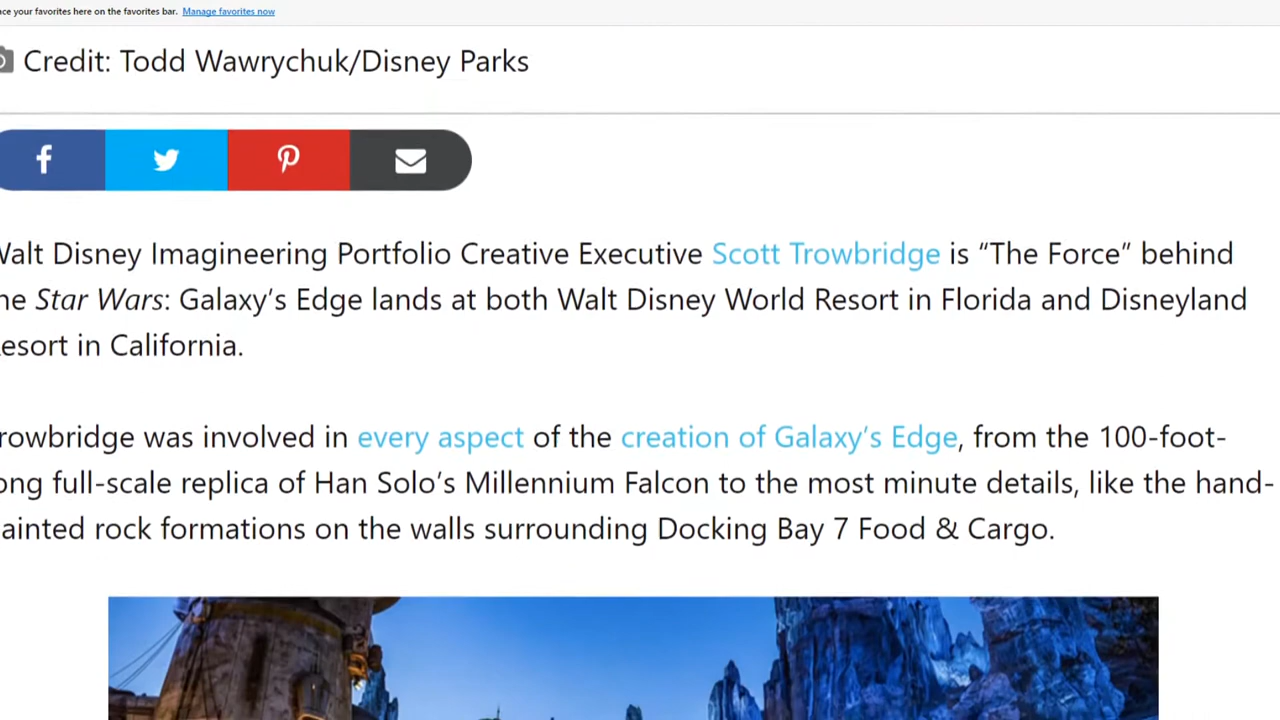 ce your favorites here on the favorites bar. Manage favorites now
Credit: Todd Wawrychuk/Disney Parks
Walt Disney Imagineering Portfolio Creative Executive Scott Trowbridge is “The Force” behind
he Star Wars: Galaxy’s Edge lands at both Walt Disney World Resort in Florida and Disneyland
esort in California.
rowbridge was involved in every aspect of the creation of Galaxy’s Edge, from the 100-foot-
ong full-scale replica of Han Solo’s Millennium Falcon to the most minute details, like the hand-
ainted rock formations on the walls surrounding Docking Bay 7 Food & Cargo.